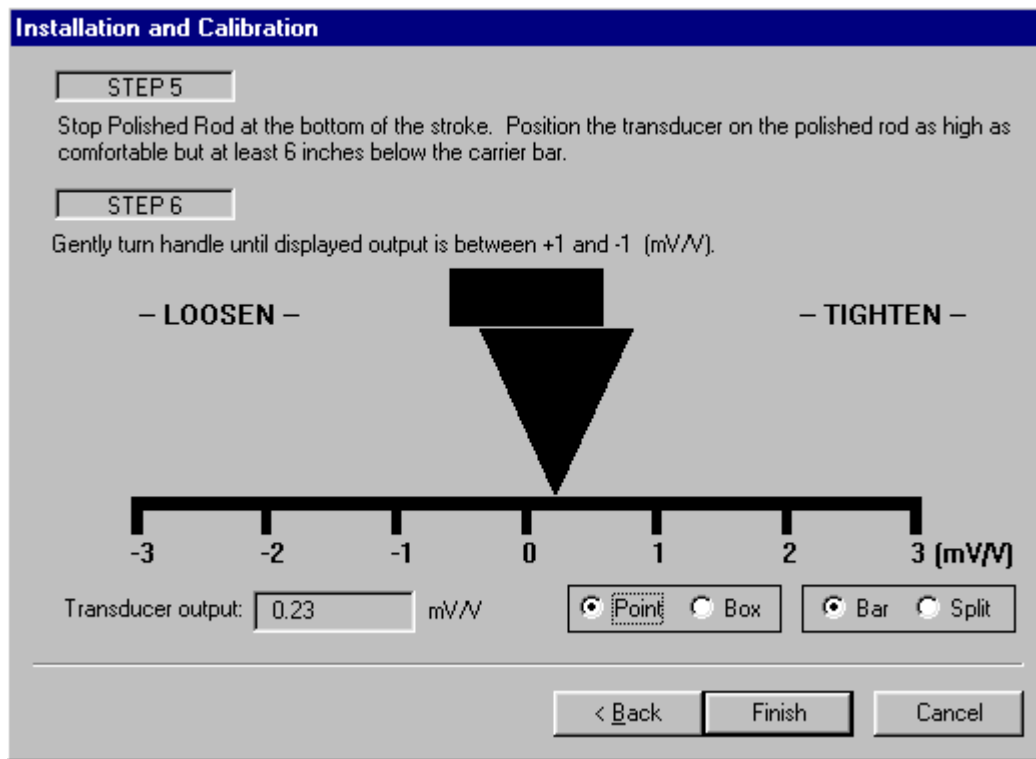 Installation and Calibration
STEP 5
Stop Polished Rod at the bottom of the stroke.  Position the transducer on the polished rod as high as
comfortable but at least 6 inches below the carrier bar.
STEP 6
Gently turn handle until displayed output is between +1 and -1  (mV/V).
– LOOSEN –
– TIGHTEN –
-3 -2 -1 0 1 2 3 (mV/V)
Transducer output: 0.23 mV/V Point Box Bar Split
< Back Finish Cancel